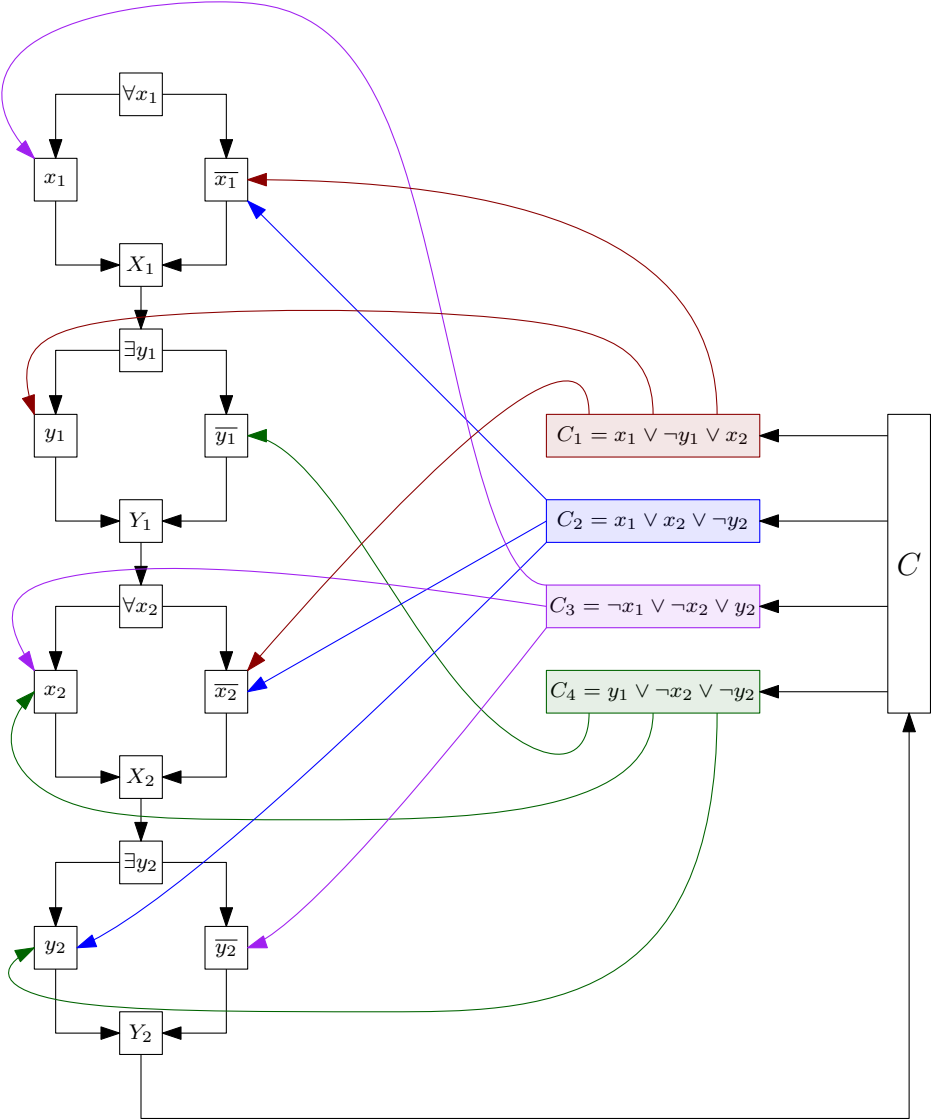 ∀x₁
x₁
x̅₁
X₁
∃y₁
y₁
y̅₁
C₁ = x₁ ∨ ¬y₁ ∨ x₂
Y₁
C₂ = x₁ ∨ x₂ ∨ ¬y₂
C
∀x₂
C₃ = ¬x₁ ∨ ¬x₂ ∨ y₂
x₂
x̅₂
C₄ = y₁ ∨ ¬x₂ ∨ ¬y₂
X₂
∃y₂
y₂
y̅₂
Y₂